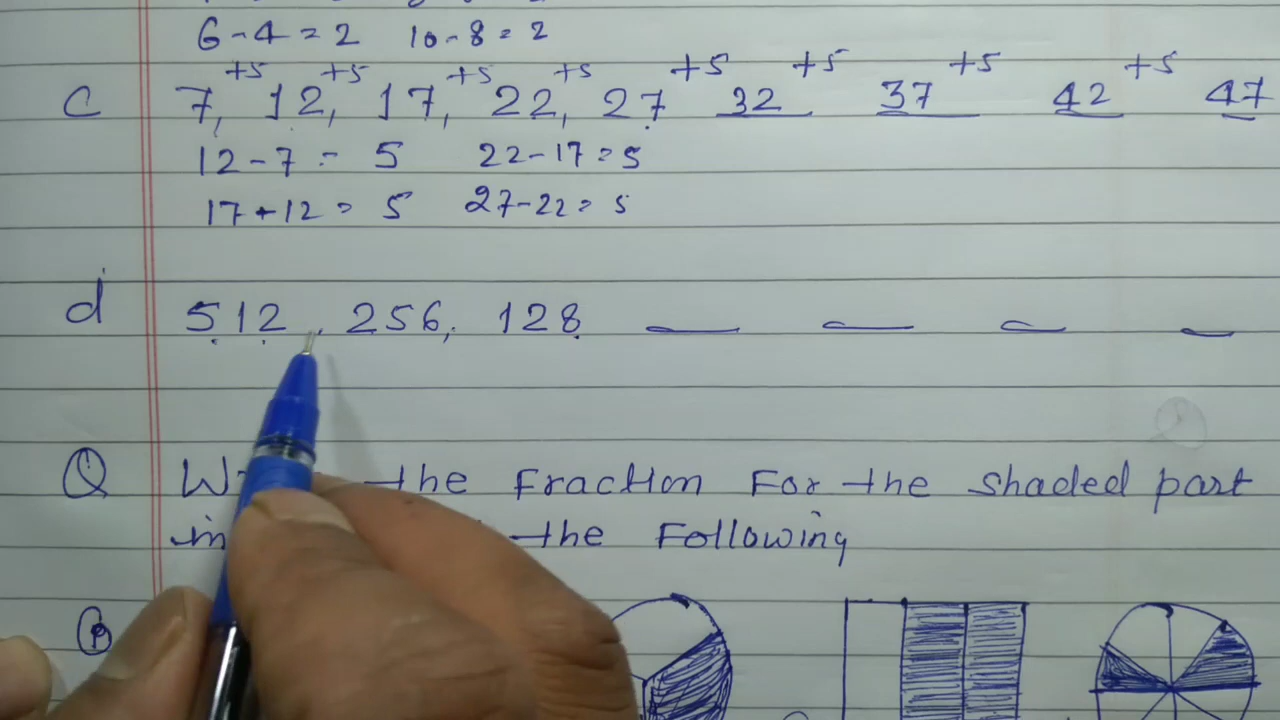 6 - 4 = 2 10 - 8 = 2
+5 +5 +5 +5 +5 +5 +5 +5
C 7, 12, 17, 22, 27 32 37 42 47
12 - 7 = 5 22 - 17 = 5
17 + 12 = 5 27 - 22 = 5
d 512, 256, 128
Q the Fraction For the shaded part
in the Following